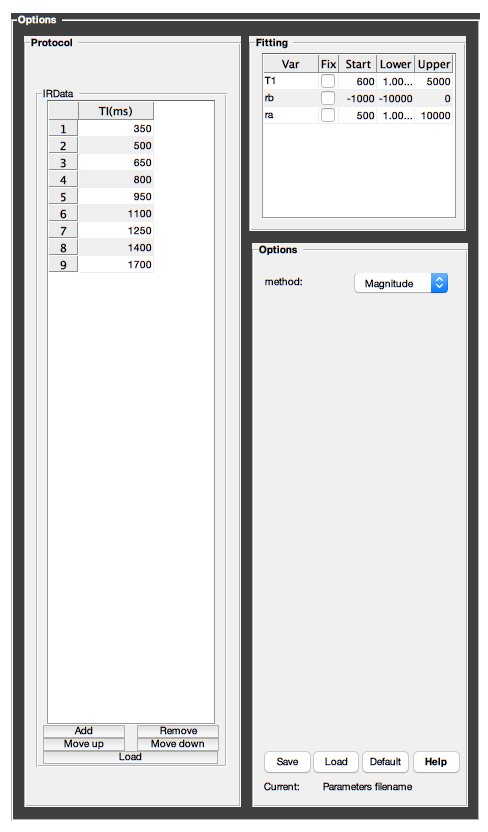 Options
Protocol
IRData
TI(ms)
1 350
2 500
3 650
4 800
5 950
6 1100
7 1250
8 1400
9 1700
Add Remove
Move up Move down
Load
Fitting
Var Fix Start Lower Upper
T1 600 1.00... 5000
rb -1000 -10000 0
ra 500 1.00... 10000
Options
method: Magnitude
Save Load Default Help
Current: Parameters filename